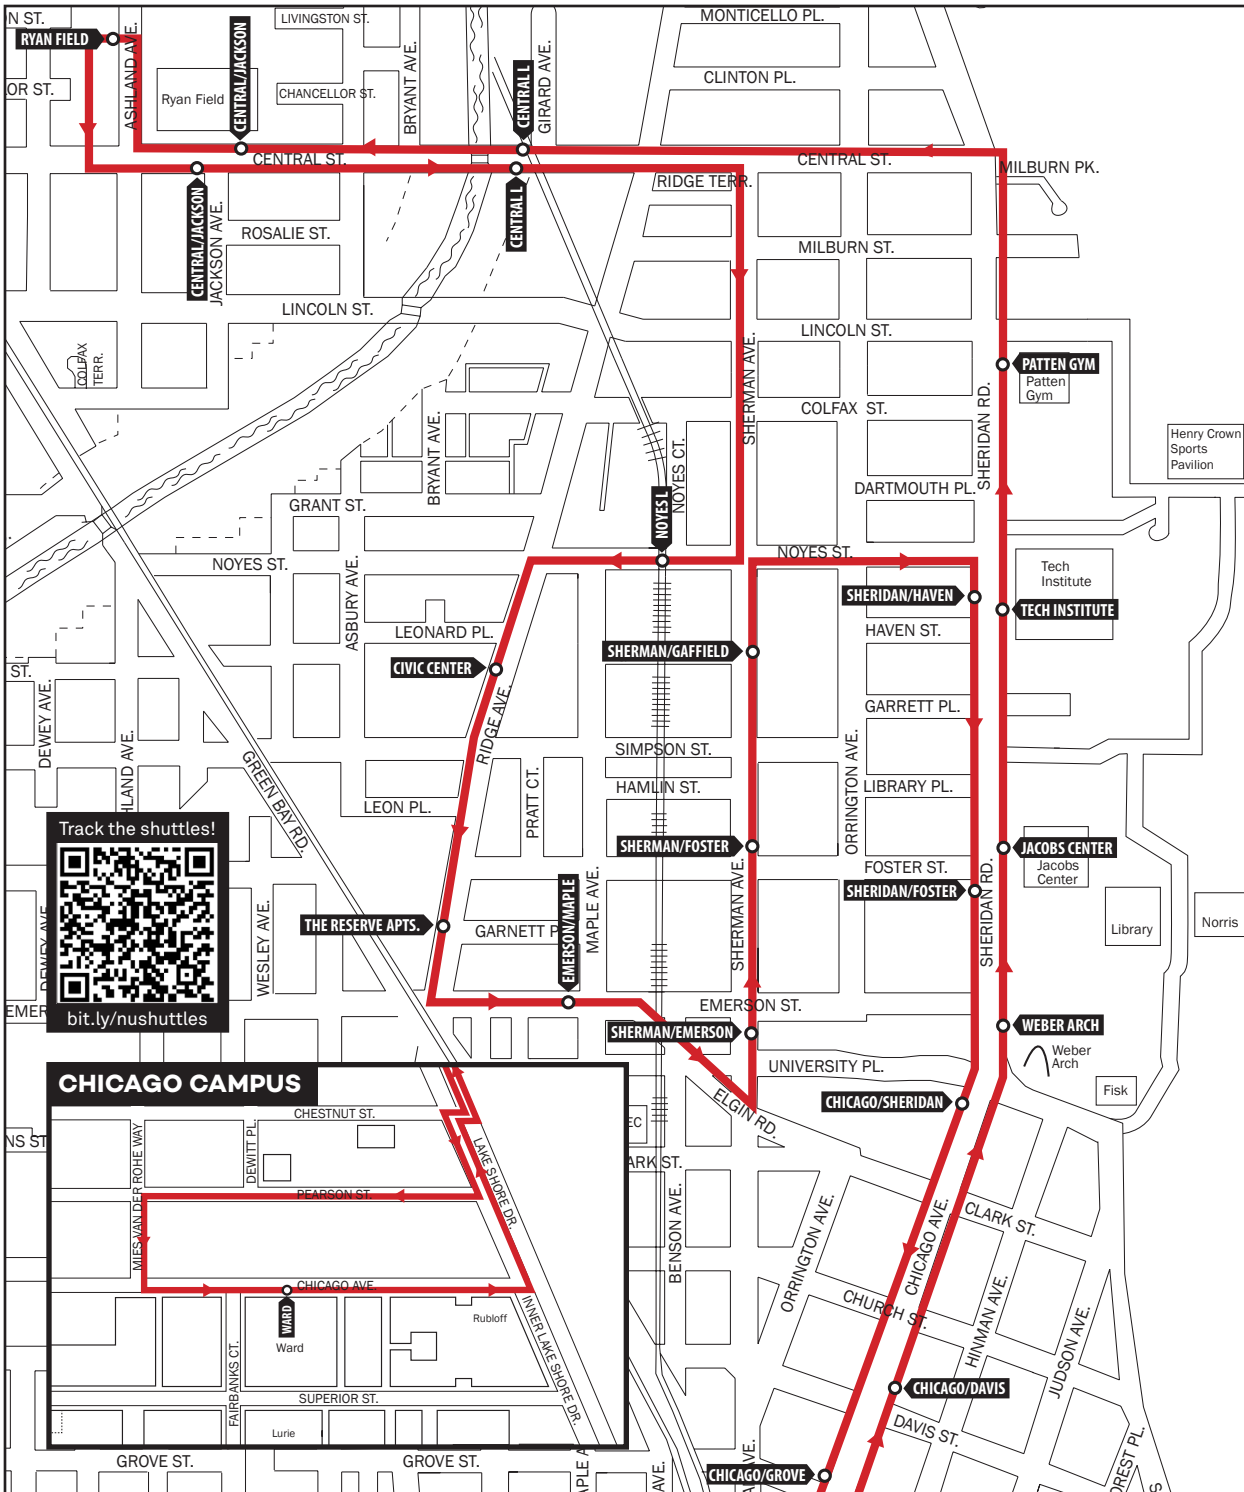 N ST.
LIVINGSTON ST.
MONTICELLO PL.
RYAN FIELD
ASHLAND AVE.
CENTRAL/JACKSON
BRYANT AVE.
CENTRAL L
GIRARD AVE.
CLINTON PL.
OR ST.
Ryan Field
CHANCELLOR ST.
CENTRAL ST.
CENTRAL ST.
MILBURN PK.
RIDGE TERR.
CENTRAL/JACKSON
JACKSON AVE.
CENTRAL L
ROSALIE ST.
MILBURN ST.
LINCOLN ST.
LINCOLN ST.
COLFAX
TERR.
SHERMAN AVE.
PATTEN GYM
Patten
Gym
SHERIDAN RD.
COLFAX ST.
BRYANT AVE.
NOYES CT.
Henry Crown
Sports
Pavilion
DARTMOUTH PL.
GRANT ST.
NOYES L
NOYES ST.
NOYES ST.
ASBURY AVE.
Tech
Institute
SHERIDAN/HAVEN
TECH INSTITUTE
LEONARD PL.
HAVEN ST.
SHERMAN/GAFFIELD
CIVIC CENTER
ST.
DEWEY AVE.
RIDGE AVE.
GARRETT PL.
SIMPSON ST.
HLAND AVE.
GREEN BAY RD.
PRATT CT.
HAMLIN ST.
ORRINGTON AVE.
LIBRARY PL.
LEON PL.
Track the shuttles!
SHERMAN/FOSTER
JACOBS CENTER
Jacobs
Center
FOSTER ST.
SHERIDAN/FOSTER
SHERIDAN RD.
DEWEY AVE.
WESLEY AVE.
THE RESERVE APTS.
GARNETT P
EMERSON/MAPLE
MAPLE AVE.
SHERMAN AVE.
Library
Norris
EMER
bit.ly/nushuttles
EMERSON ST.
SHERMAN/EMERSON
WEBER ARCH
Weber
Arch
UNIVERSITY PL.
Fisk
ELGIN RD.
CHICAGO/SHERIDAN
CHICAGO CAMPUS
CHESTNUT ST.
NS ST
MIES VAN DER ROHE WAY
DEWITT PL.
LAKE SHORE DR.
EC
ARK ST.
PEARSON ST.
BENSON AVE.
ORRINGTON AVE.
CHICAGO AVE.
CLARK ST.
CHICAGO AVE.
WARD
Ward
Rubloff
INNER LAKE SHORE DR.
CHURCH ST.
HINMAN AVE.
JUDSON AVE.
FAIRBANKS CT.
SUPERIOR ST.
Lurie
CHICAGO/DAVIS
DAVIS ST.
GROVE ST.
GROVE ST.
APLE A
AVE.
CHICAGO/GROVE
AVE.
OREST PL.
S